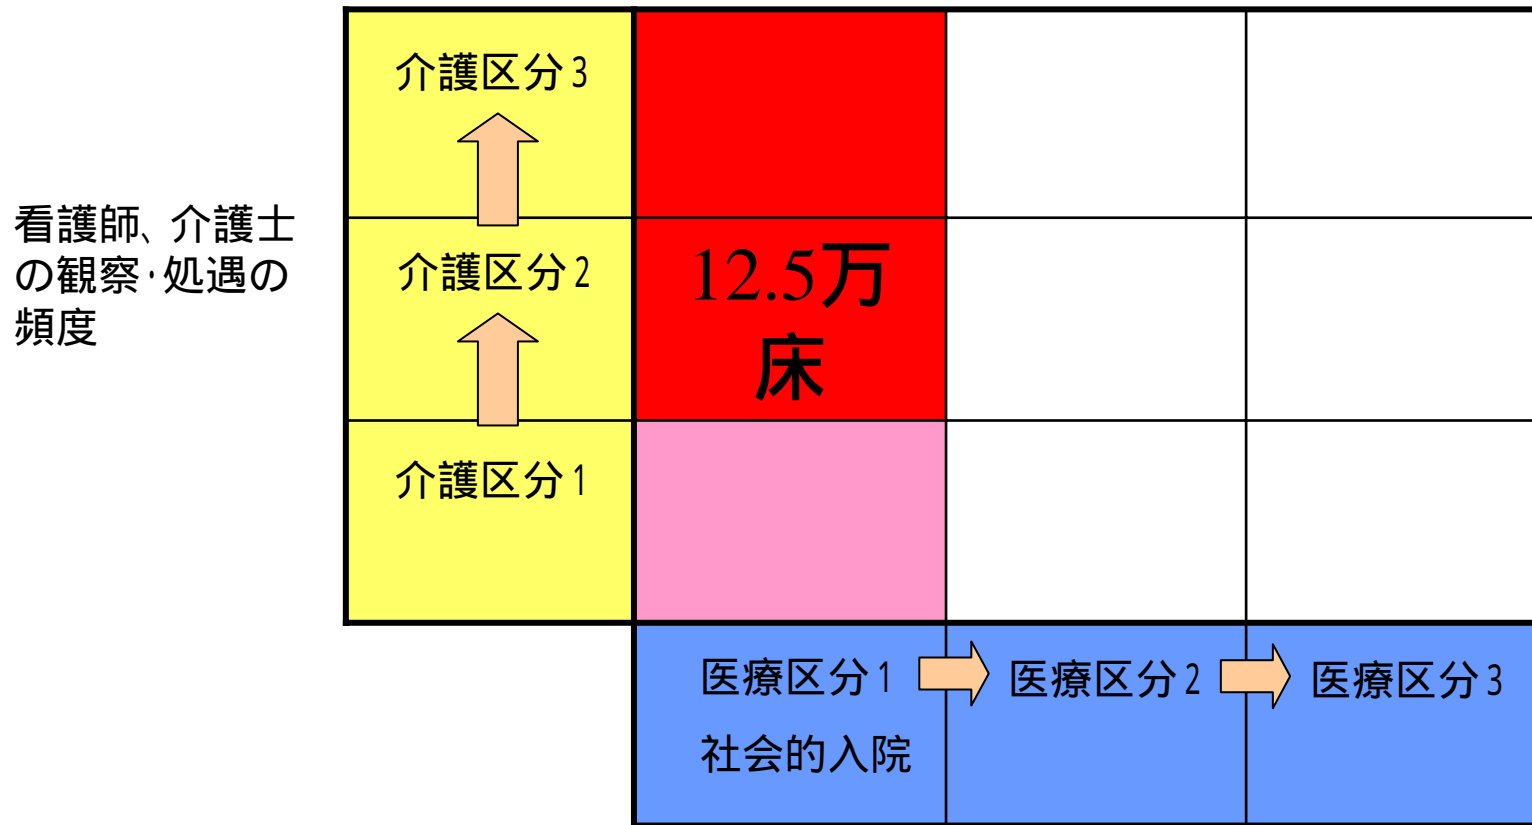 介護区分3
看護師、介護士
の観察・処遇の
頻度
介護区分2
12.5万
床
介護区分1
医療区分1
医療区分2
医療区分3
社会的入院